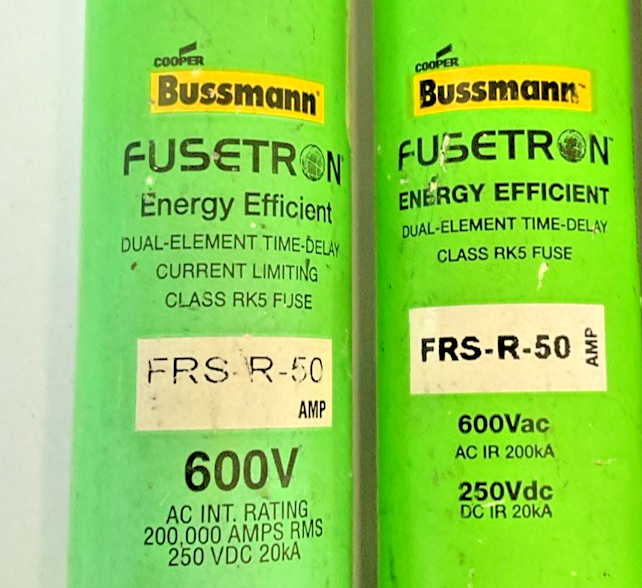 COOPER
Bussmann
FUSETRON
Energy Efficient
DUAL-ELEMENT TIME-DELAY
CURRENT LIMITING
CLASS RK5 FUSE
FRS-R-50
AMP
600V
AC INT. RATING
200,000 AMPS RMS
250 VDC 20kA
COOPER
Bussmann™
FUSETRON™
ENERGY EFFICIENT
DUAL-ELEMENT TIME-DELAY
CLASS RK5 FUSE
FRS-R-50 AMP
600Vac
AC IR 200kA
250Vdc
DC IR 20kA